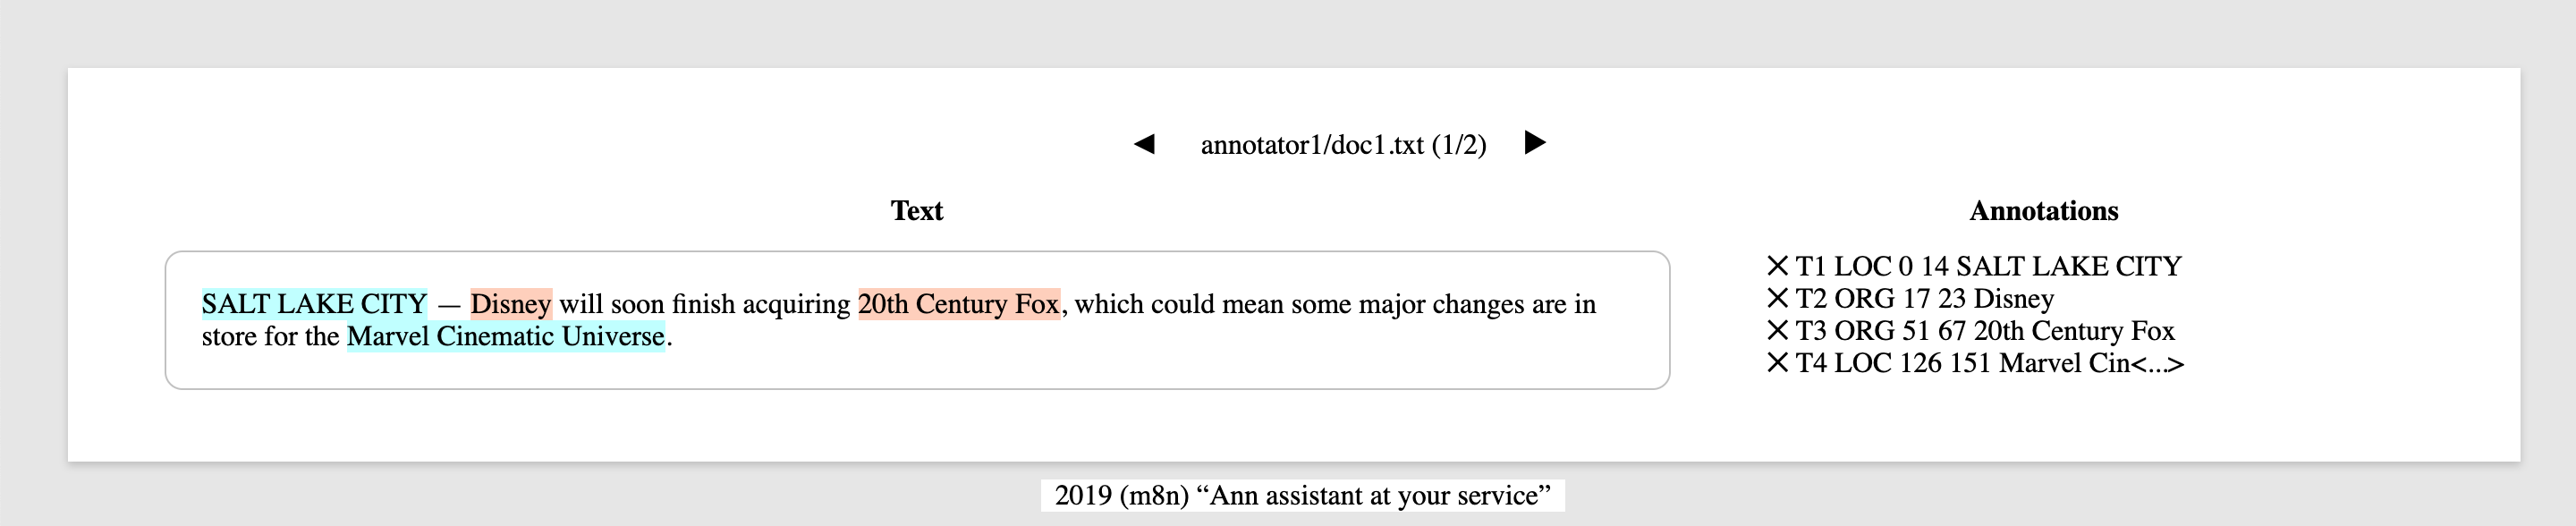 ◀ annotator1/doc1.txt (1/2) ▶
Text
Annotations
SALT LAKE CITY — Disney will soon finish acquiring 20th Century Fox, which could mean some major changes are in
store for the Marvel Cinematic Universe.
✕ T1 LOC 0 14 SALT LAKE CITY
✕ T2 ORG 17 23 Disney
✕ T3 ORG 51 67 20th Century Fox
✕ T4 LOC 126 151 Marvel Cin<...>
2019 (m8n) “Ann assistant at your service”